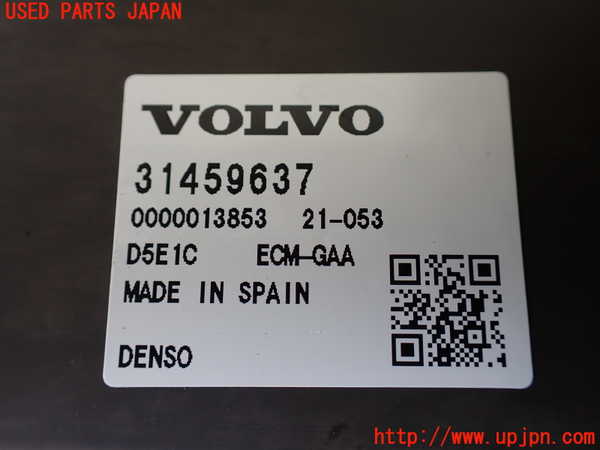 USED PARTS JAPAN
VOLVO
31459637
0000013853 21-053
D5E1C ECM-GAA
MADE IN SPAIN
DENSO
http://www.upjpn.com/